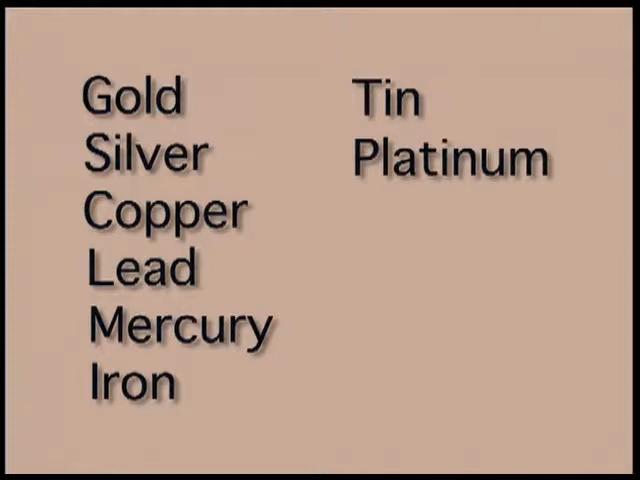 Gold
Silver
Copper
Lead
Mercury
Iron
Tin
Platinum